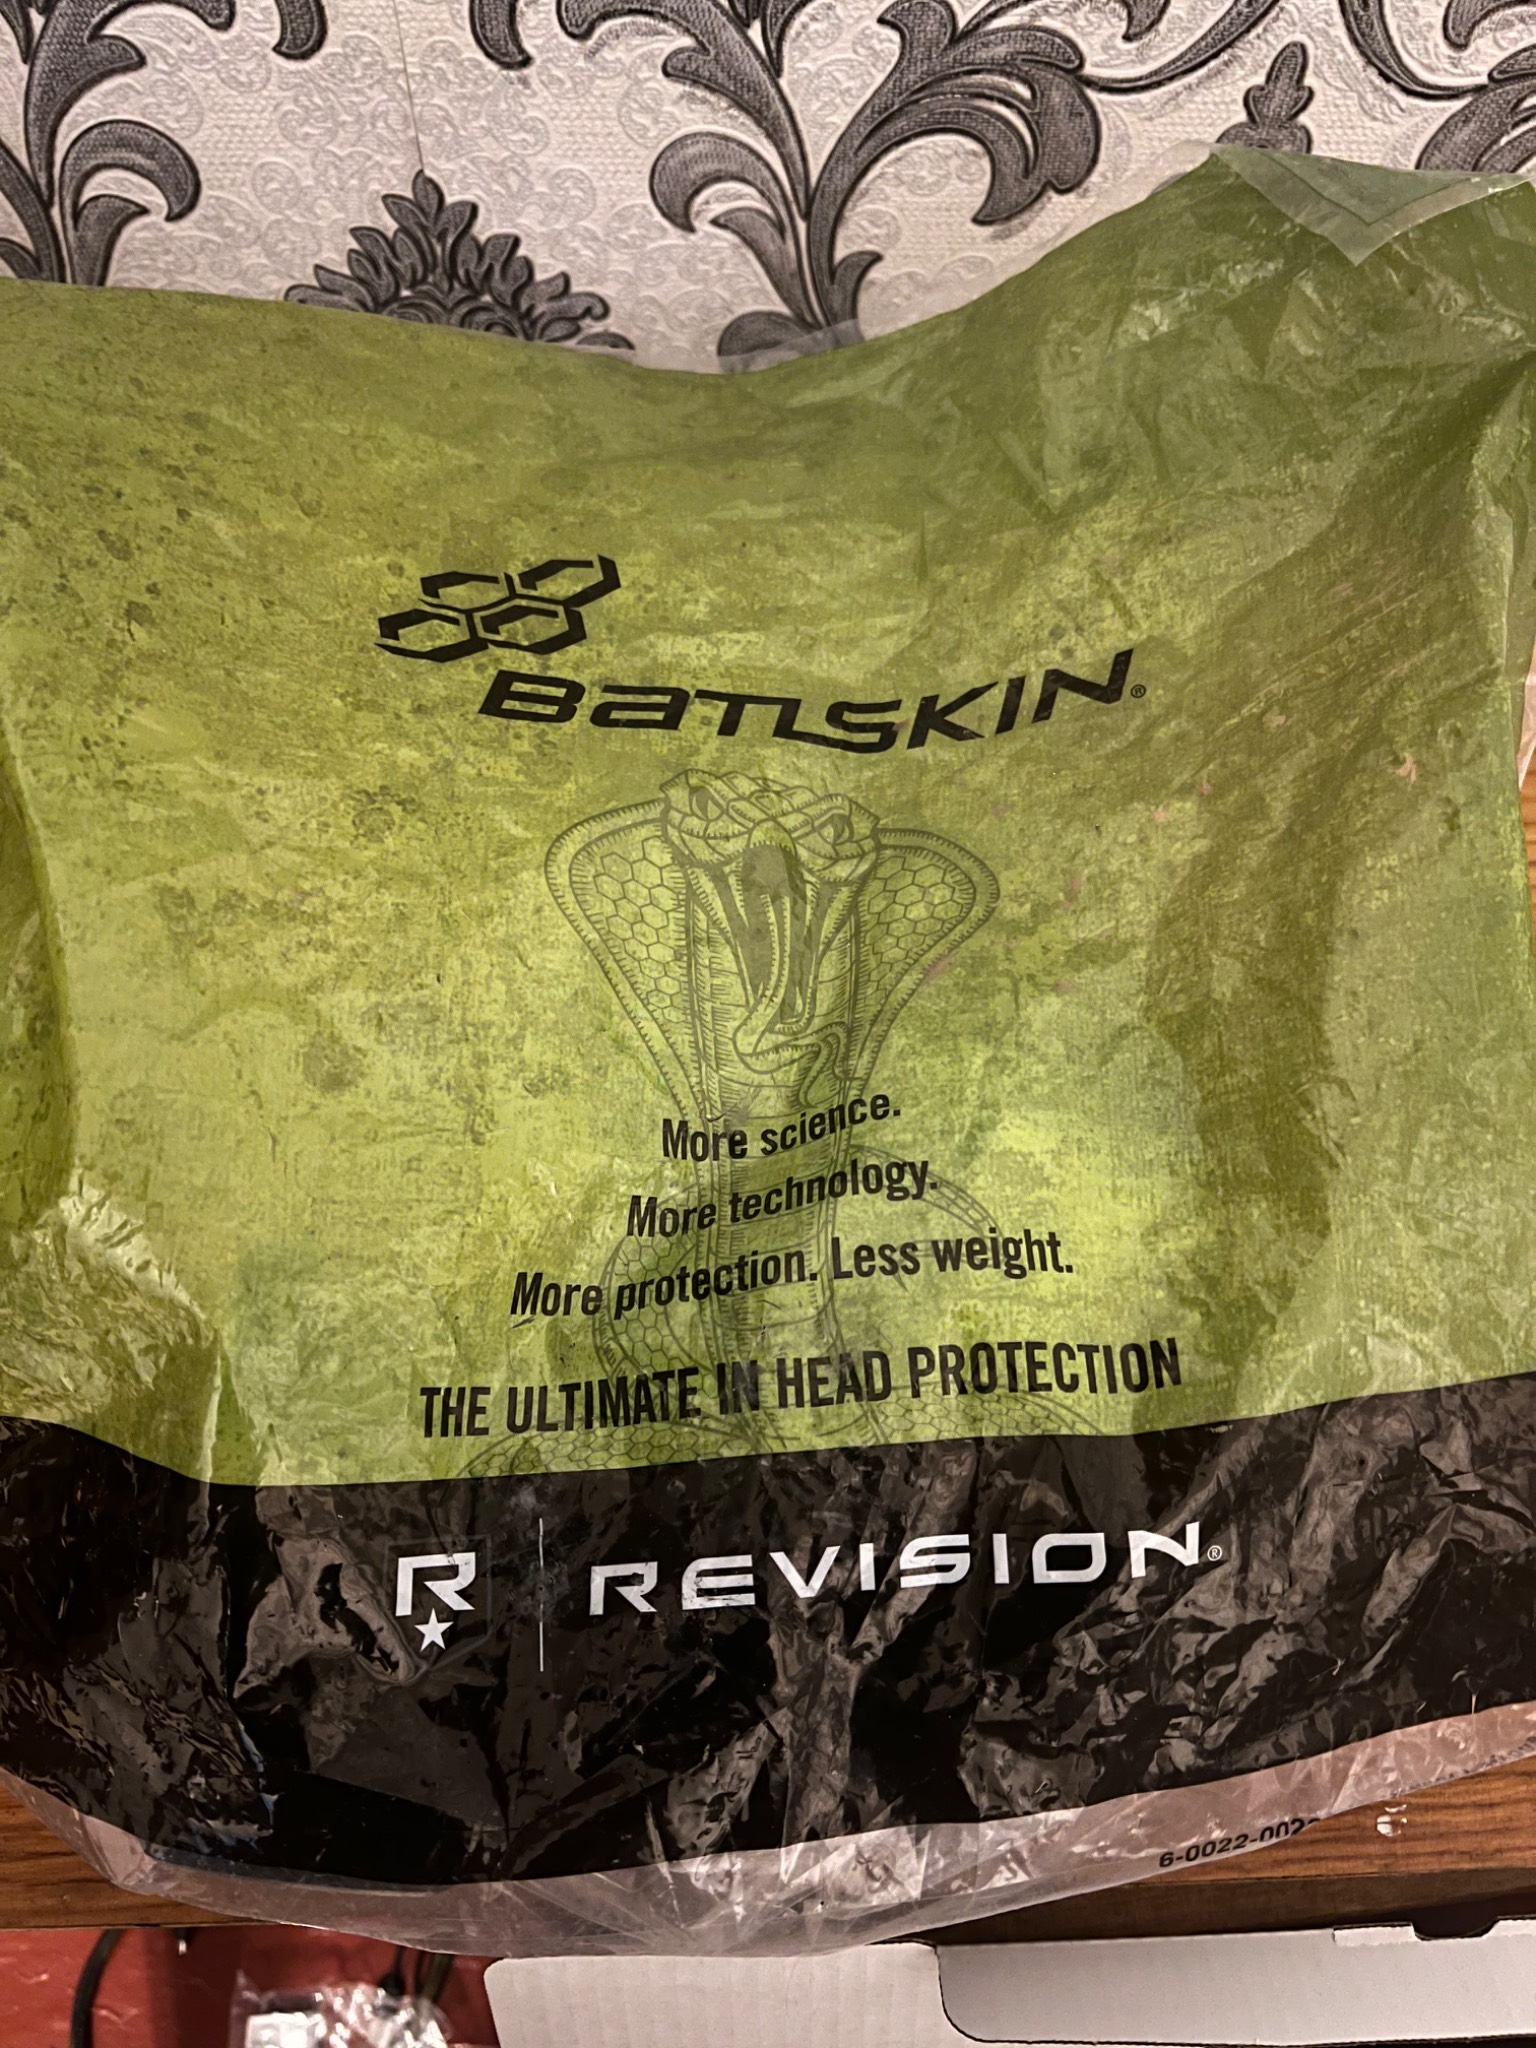 BATLSKIN®
More science.
More technology.
More protection. Less weight.
THE ULTIMATE IN HEAD PROTECTION
R REVISION®